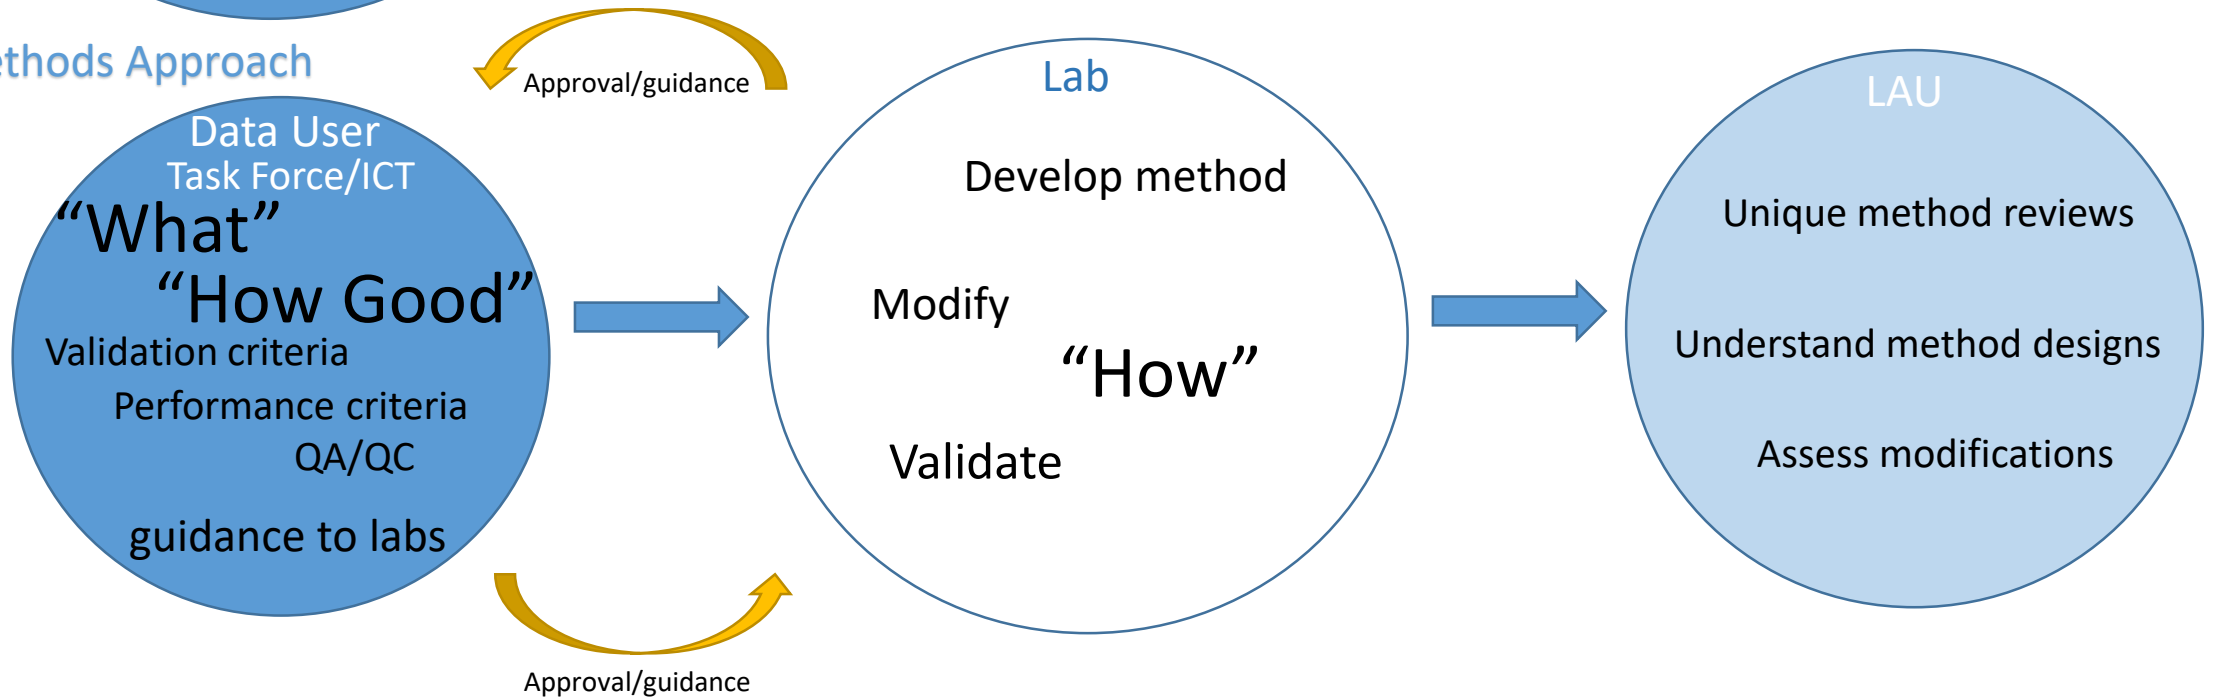 ethods Approach
Approval/guidance
Data User
Task Force/ICT
“What”
“How Good”
Validation criteria
Performance criteria
QA/QC
guidance to labs
Approval/guidance
Lab
Develop method
Modify
“How”
Validate
LAU
Unique method reviews
Understand method designs
Assess modifications